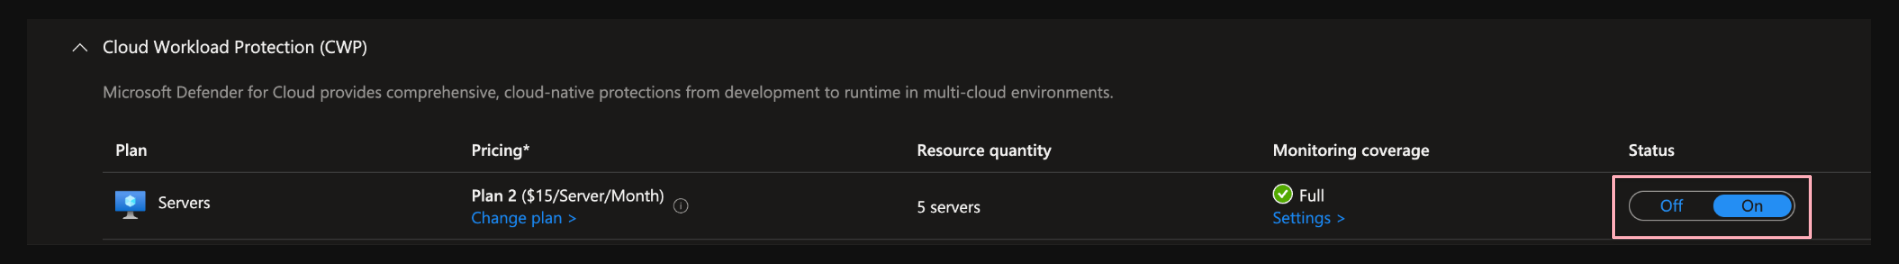 Cloud Workload Protection (CWP)
Microsoft Defender for Cloud provides comprehensive, cloud-native protections from development to runtime in multi-cloud environments.
Plan Pricing* Resource quantity Monitoring coverage Status
Servers Plan 2 ($15/Server/Month) 5 servers Full Off On
Change plan > Settings >